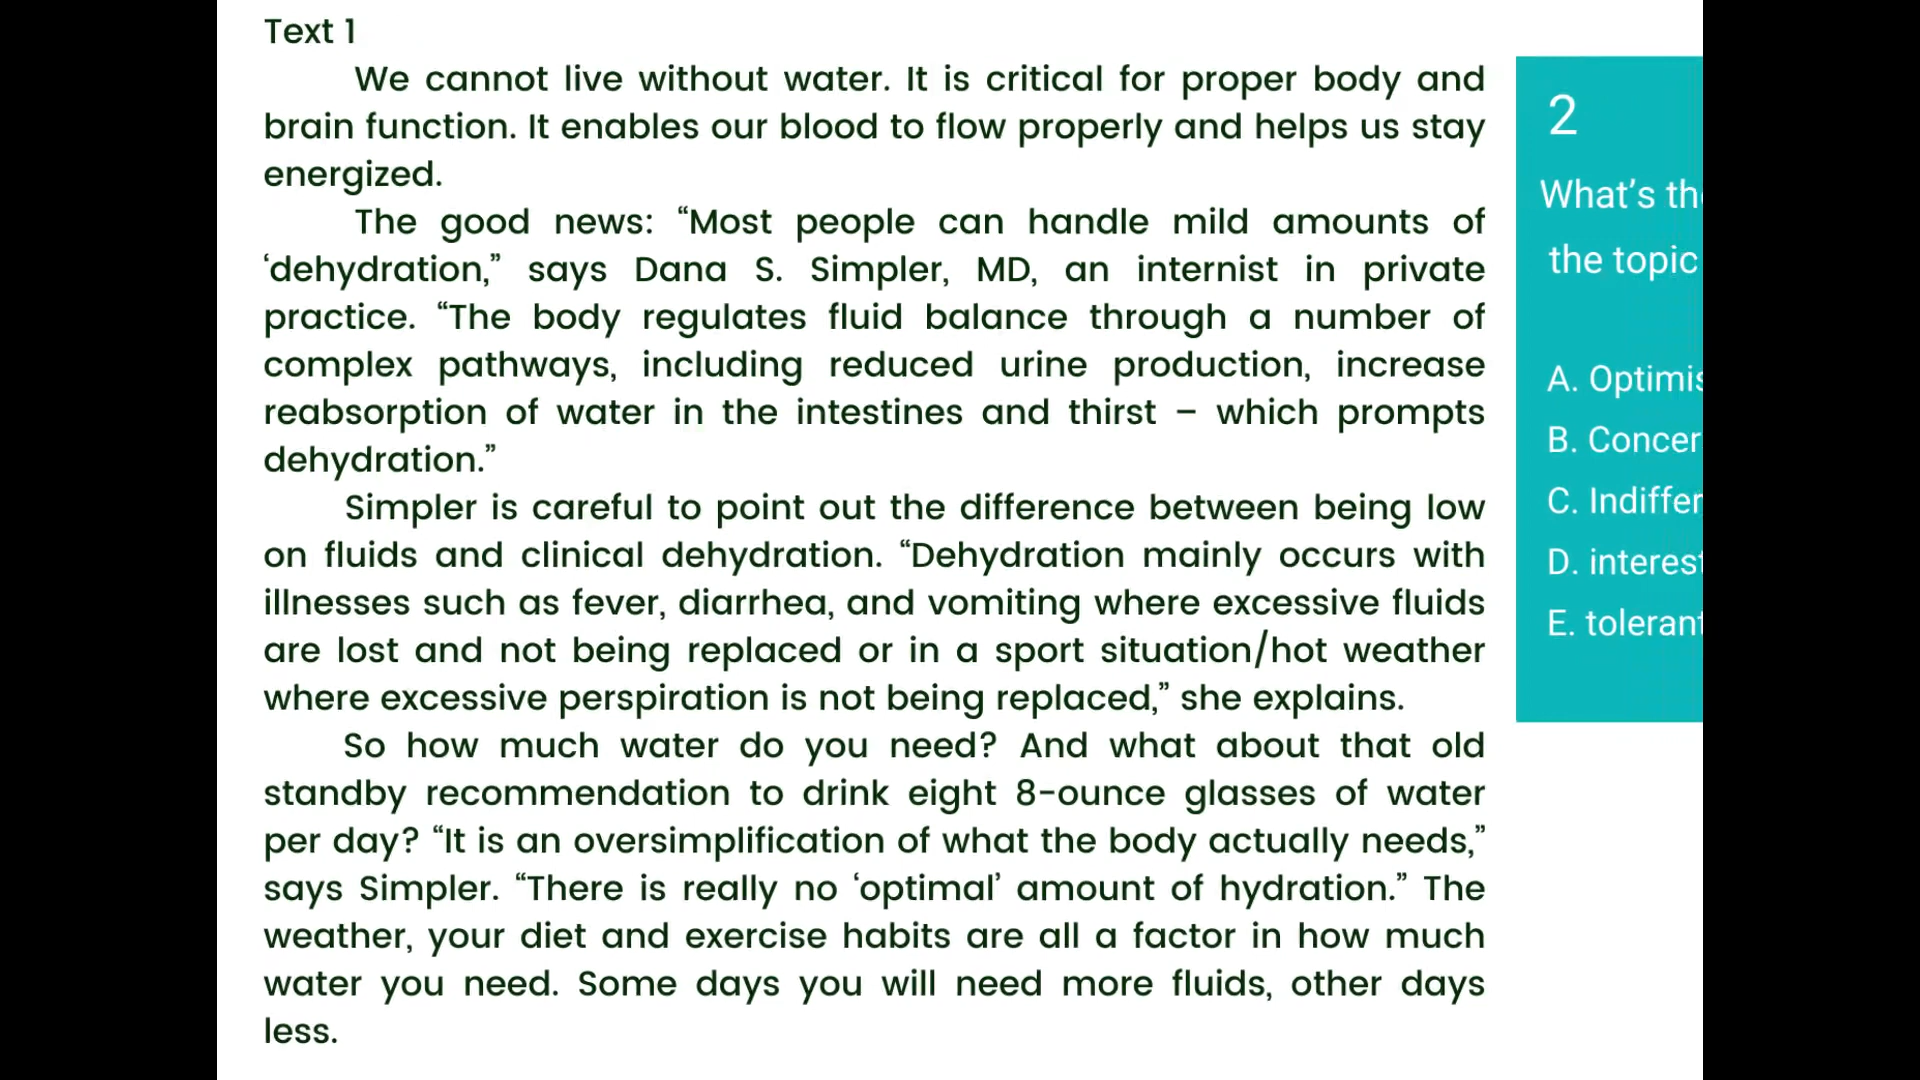 Text 1
We cannot live without water. It is critical for proper body and
brain function. It enables our blood to flow properly and helps us stay
energized.
The good news: “Most people can handle mild amounts of
‘dehydration,” says Dana S. Simpler, MD, an internist in private
practice. “The body regulates fluid balance through a number of
complex pathways, including reduced urine production, increase
reabsorption of water in the intestines and thirst – which prompts
dehydration.”
Simpler is careful to point out the difference between being low
on fluids and clinical dehydration. “Dehydration mainly occurs with
illnesses such as fever, diarrhea, and vomiting where excessive fluids
are lost and not being replaced or in a sport situation/hot weather
where excessive perspiration is not being replaced,” she explains.
So how much water do you need? And what about that old
standby recommendation to drink eight 8-ounce glasses of water
per day? “It is an oversimplification of what the body actually needs,”
says Simpler. “There is really no ‘optimal’ amount of hydration.” The
weather, your diet and exercise habits are all a factor in how much
water you need. Some days you will need more fluids, other days
less.
2
What’s
the topic
A.
B.
C.
D.
E.